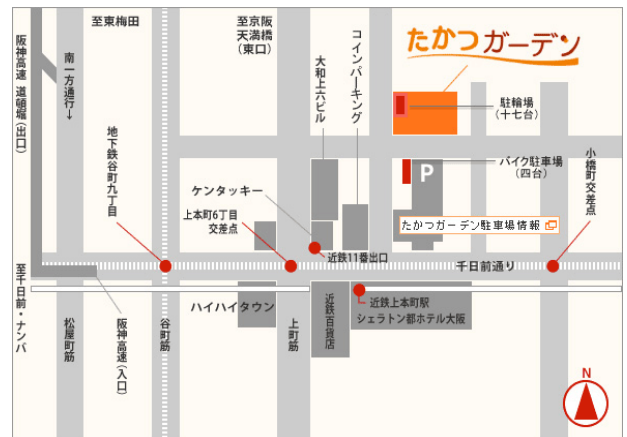 至東梅田
至京阪
天満橋
(東口)
コインパーキング
たかつガーデン
阪神高速 道頓堀(出口)
南一方通行→
大和上六ビル
駐輪場
(十七台)
地下鉄谷町九丁目
バイク駐車場
(四台)
P
小橋町交差点
ケンタッキー
上本町6丁目
交差点
たかつガーデン駐車場情報
近鉄11番出口
千日前通り
至千日前・ナンバ
ハイハイタウン
近鉄上本町駅
シェラトン都ホテル大阪
近鉄百貨店
松屋町筋
阪神高速(入口)
谷町筋
上町筋
N